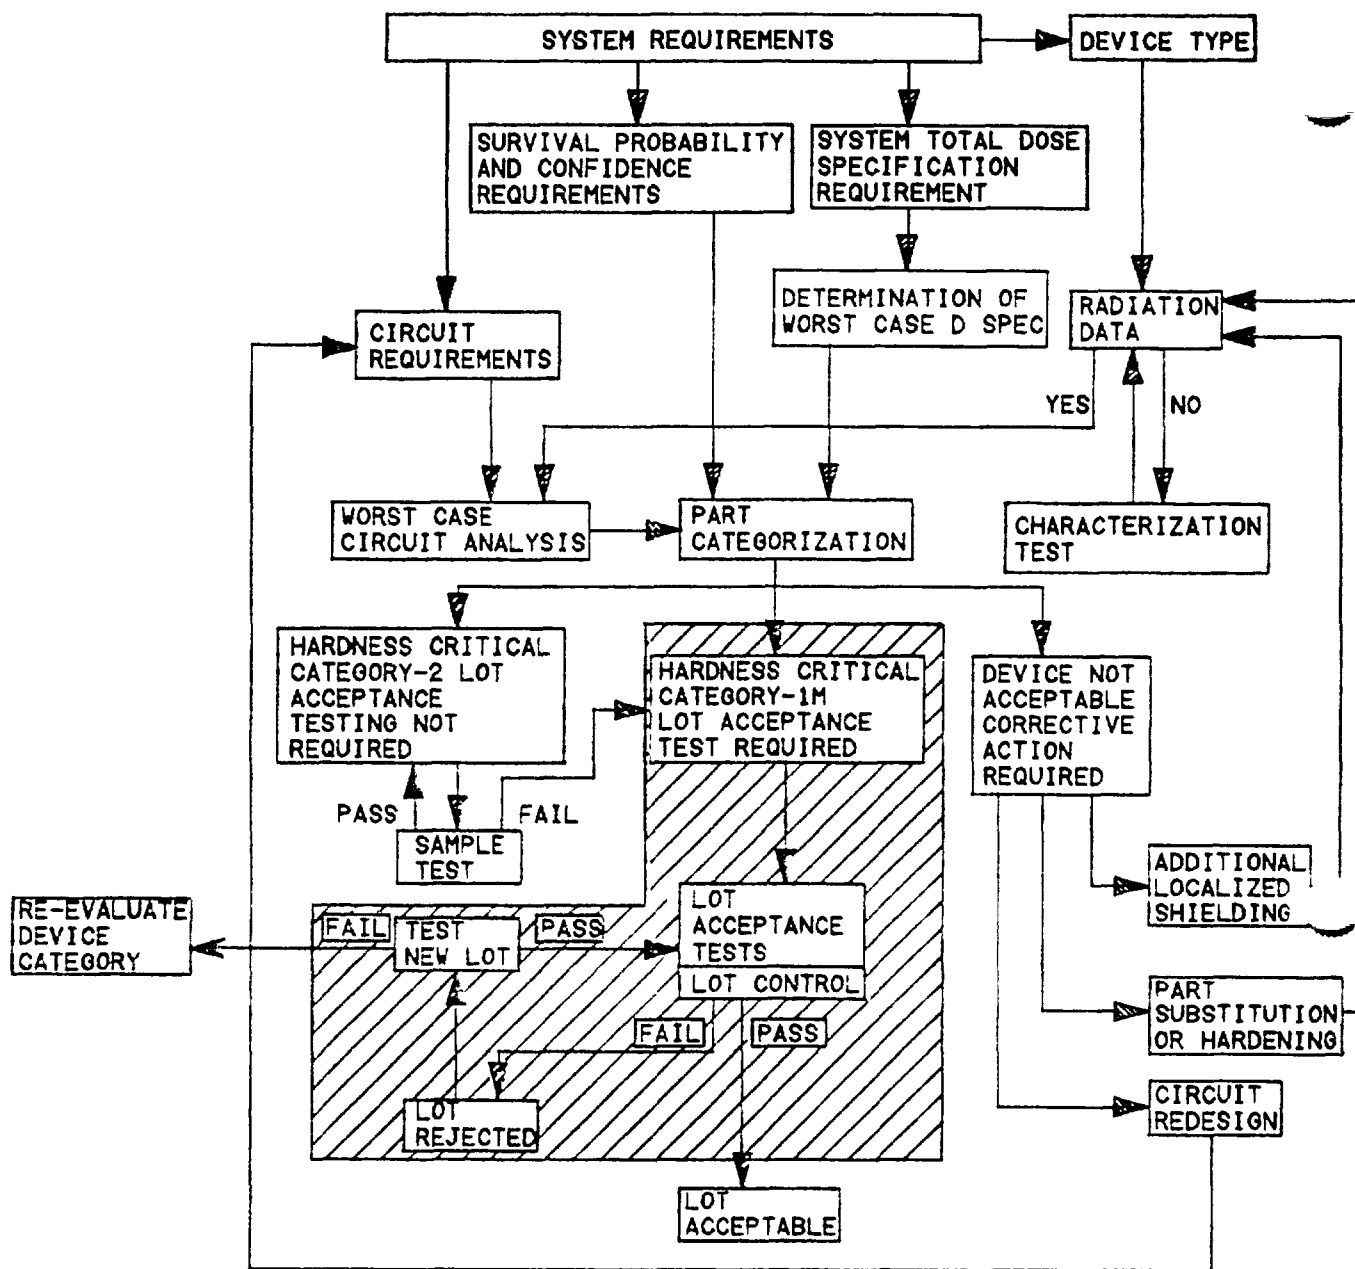 SYSTEM REQUIREMENTS
DEVICE TYPE
SURVIVAL PROBABILITY
AND CONFIDENCE
REQUIREMENTS
SYSTEM TOTAL DOSE
SPECIFICATION
REQUIREMENT
DETERMINATION OF
WORST CASE D SPEC
RADIATION
DATA
CIRCUIT
REQUIREMENTS
YES
NO
WORST CASE
CIRCUIT ANALYSIS
PART
CATEGORIZATION
CHARACTERIZATION
TEST
HARDNESS CRITICAL
CATEGORY-2 LOT
ACCEPTANCE
TESTING NOT
REQUIRED
HARDNESS CRITICAL
CATEGORY-1M
LOT ACCEPTANCE
TEST REQUIRED
DEVICE NOT
ACCEPTABLE
CORRECTIVE
ACTION
REQUIRED
PASS
FAIL
SAMPLE
TEST
ADDITIONAL
LOCALIZED
SHIELDING
RE-EVALUATE
DEVICE
CATEGORY
FAIL
TEST
NEW LOT
PASS
LOT
ACCEPTANCE
TESTS
LOT CONTROL
FAIL
PASS
PART
SUBSTITUTION
OR HARDENING
LOT
REJECTED
CIRCUIT
REDESIGN
LOT
ACCEPTABLE